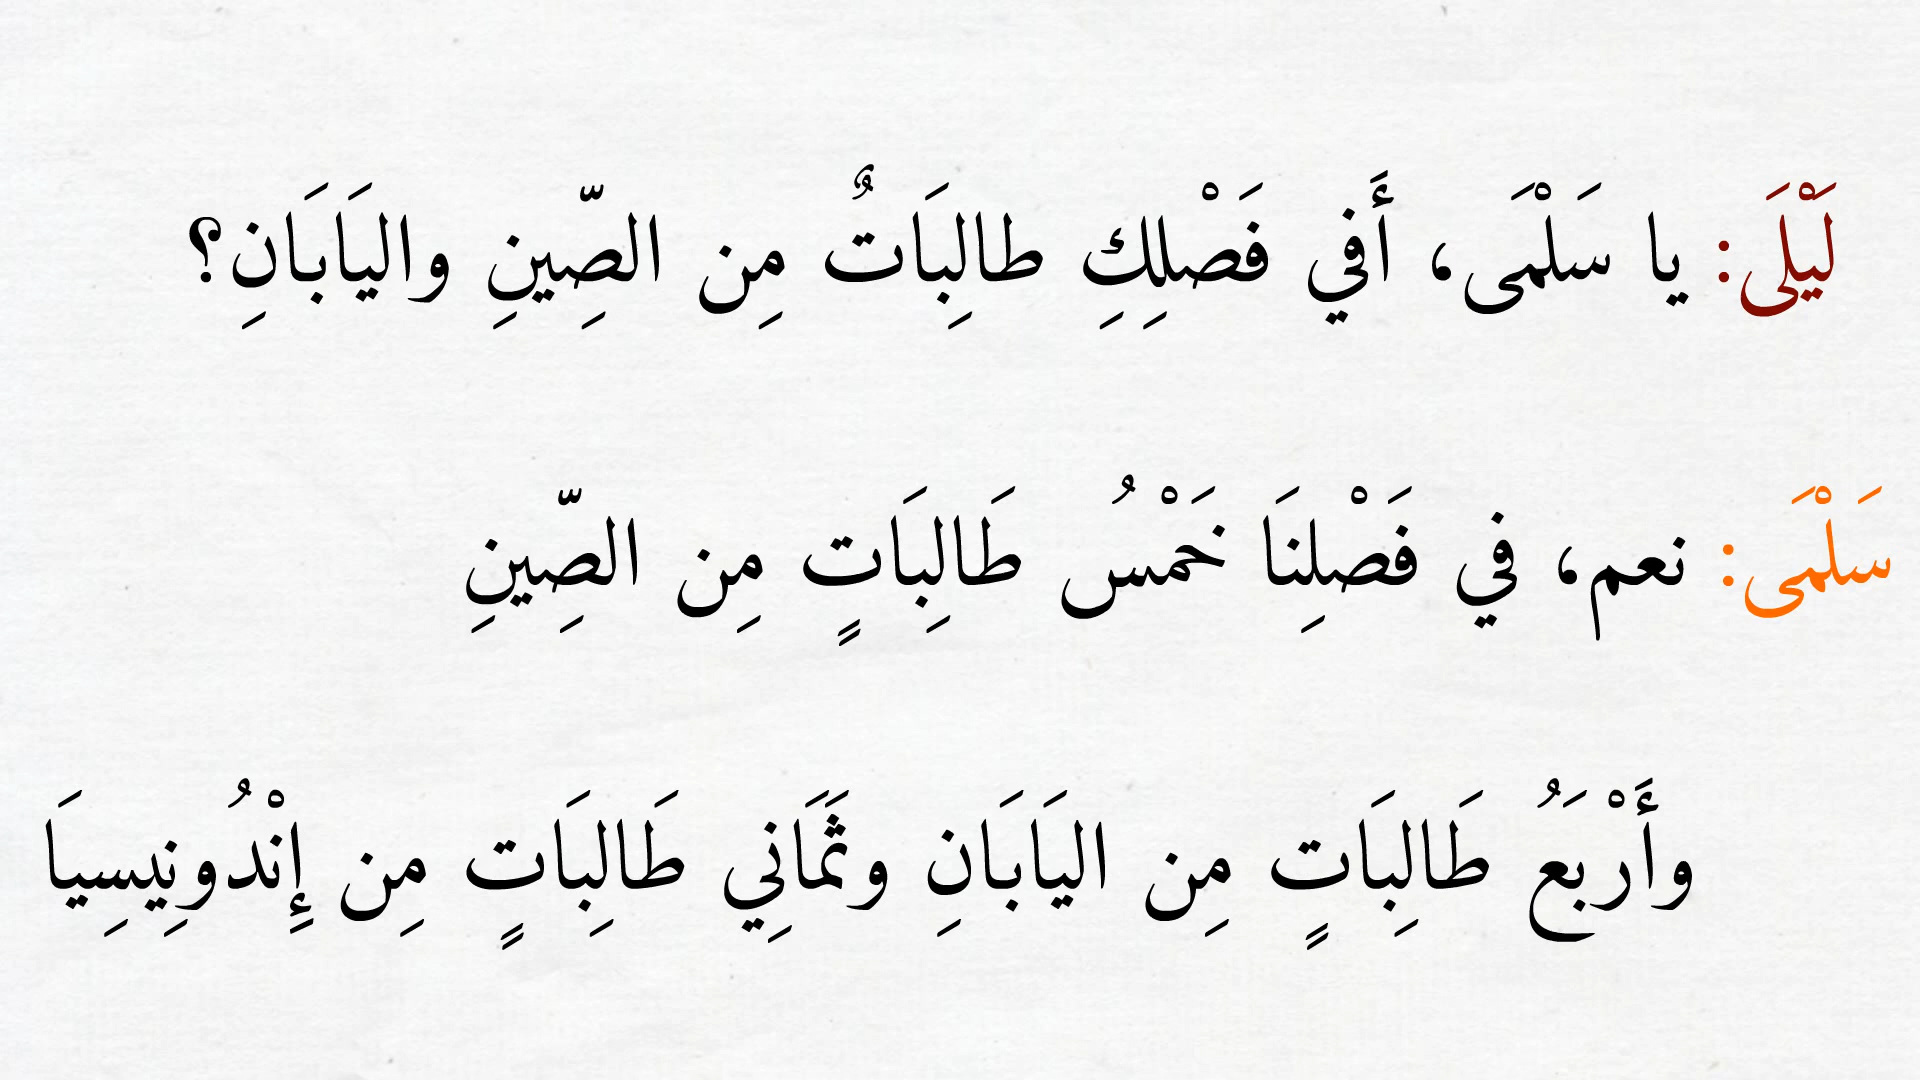 لَيْلَى: يا سَلْمَى، أَفي فَصْلِكِ طالِبَاتٌ مِن الصِّينِ واليَابَانِ؟
سَلْمَى: نعم، في فَصْلِنَا خَمْسُ طَالِبَاتٍ مِن الصِّينِ
وأَرْبَعُ طَالِبَاتٍ مِن اليَابَانِ وثَمَانِي طَالِبَاتٍ مِن إِنْدُونِيسِيَا